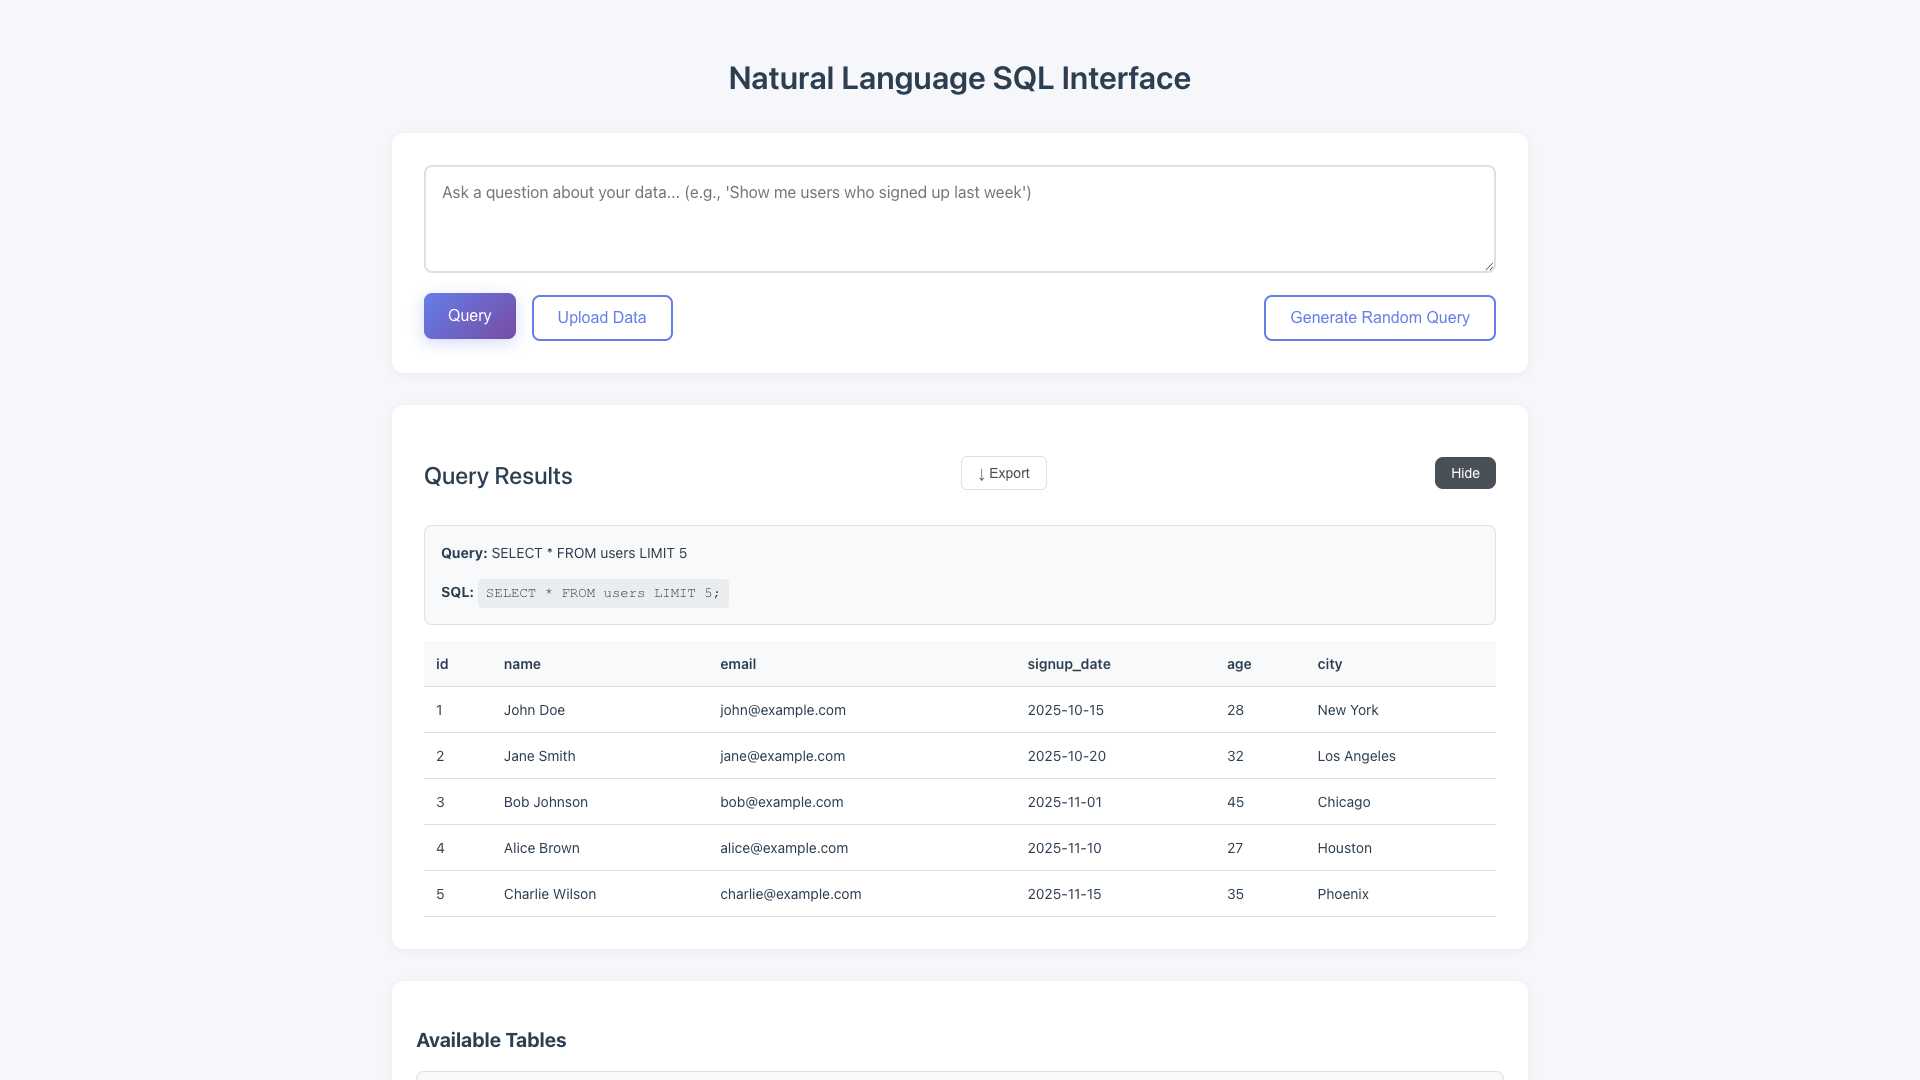 Natural Language SQL Interface
Ask a question about your data... (e.g., 'Show me users who signed up last week')
Query Upload Data Generate Random Query
Query Results ↓ Export Hide
Query: SELECT * FROM users LIMIT 5
SQL: SELECT * FROM users LIMIT 5;
id name email signup_date age city
1 John Doe john@example.com 2025-10-15 28 New York
2 Jane Smith jane@example.com 2025-10-20 32 Los Angeles
3 Bob Johnson bob@example.com 2025-11-01 45 Chicago
4 Alice Brown alice@example.com 2025-11-10 27 Houston
5 Charlie Wilson charlie@example.com 2025-11-15 35 Phoenix
Available Tables